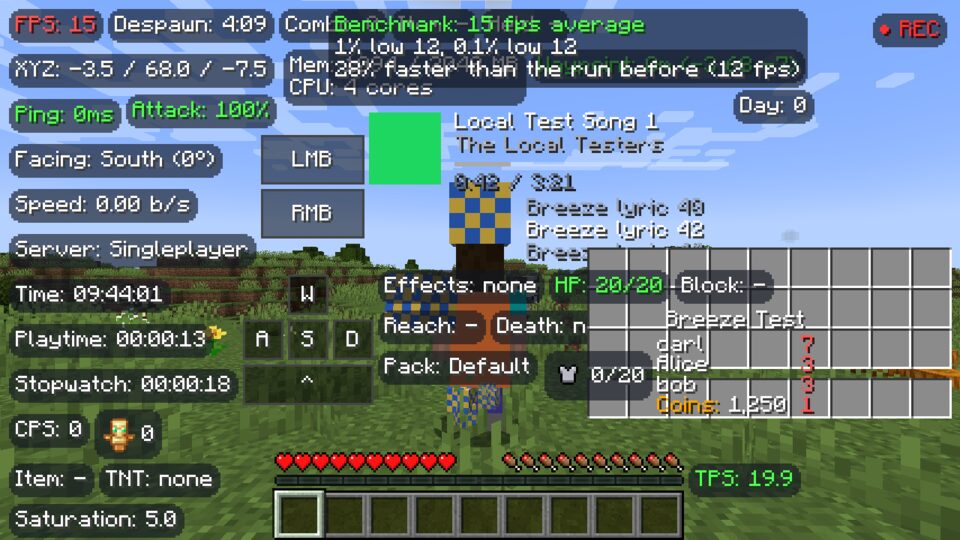 FPS: 15
Despawn: 4:09
Benchmark: 15 fps average
1% low 12, 0.1% low 12
28% faster than the run before (12 fps)
REC
XYZ: -3.5 / 68.0 / -7.5
Mem:
CPU: 4 cores
Ping: 0ms
Attack: 100%
Day: 0
Local Test Song 1
The Local Testers
0:42 / 3:21
Facing: South (0°)
LMB
RMB
Speed: 0.00 b/s
Breeze lyric 40
Breeze lyric 42
Breeze lyric
Server: Singleplayer
Effects: none
HP: 20/20
Block: -
Time: 09:44:01
W
Reach: -
Death: n
Breeze Test
Playtime: 00:00:13
A
S
D
carl 7
Alice 3
bob 3
Coins: 1,250 1
Pack: Default
0/20
Stopwatch: 00:00:18
^
CPS: 0
0
Item: -
TNT: none
TPS: 19.9
Saturation: 5.0